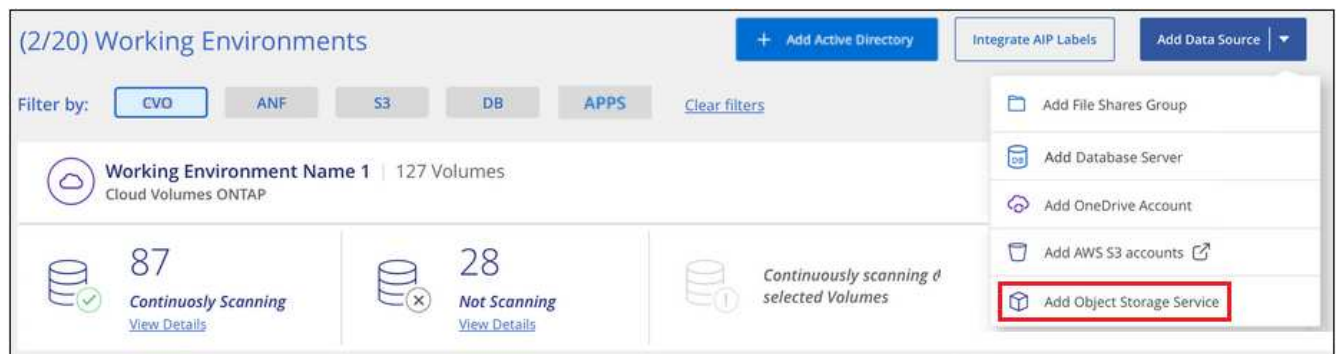 (2/20) Working Environments
+ Add Active Directory
Integrate AIP Labels
Add Data Source
Filter by:
CVO
ANF
S3
DB
APPS
Clear filters
Add File Shares Group
DB
Add Database Server
Add OneDrive Account
Add AWS S3 accounts
Add Object Storage Service
Working Environment Name 1 | 127 Volumes
Cloud Volumes ONTAP
87
Continuosly Scanning
View Details
28
Not Scanning
View Details
Continuously scanning
selected Volumes